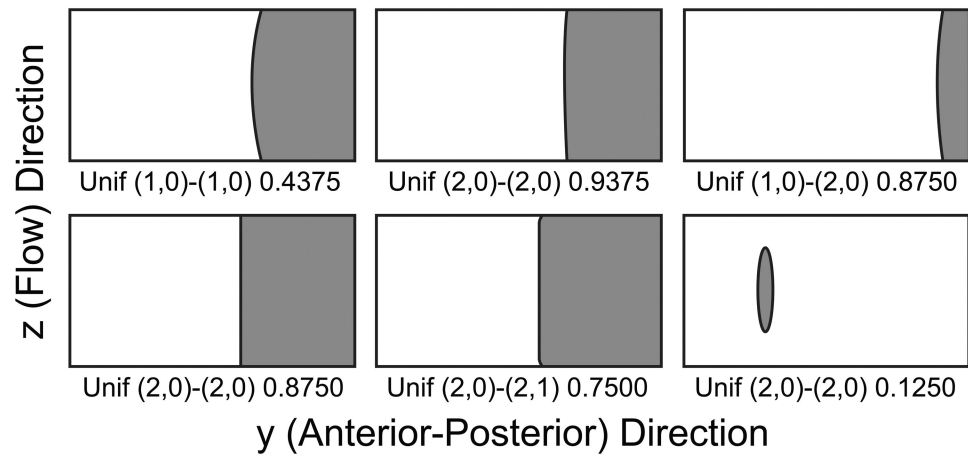 z (Flow) Direction
Unif (1,0)-(1,0) 0.4375
Unif (2,0)-(2,0) 0.9375
Unif (1,0)-(2,0) 0.8750
Unif (2,0)-(2,0) 0.8750
Unif (2,0)-(2,1) 0.7500
Unif (2,0)-(2,0) 0.1250
y (Anterior-Posterior) Direction